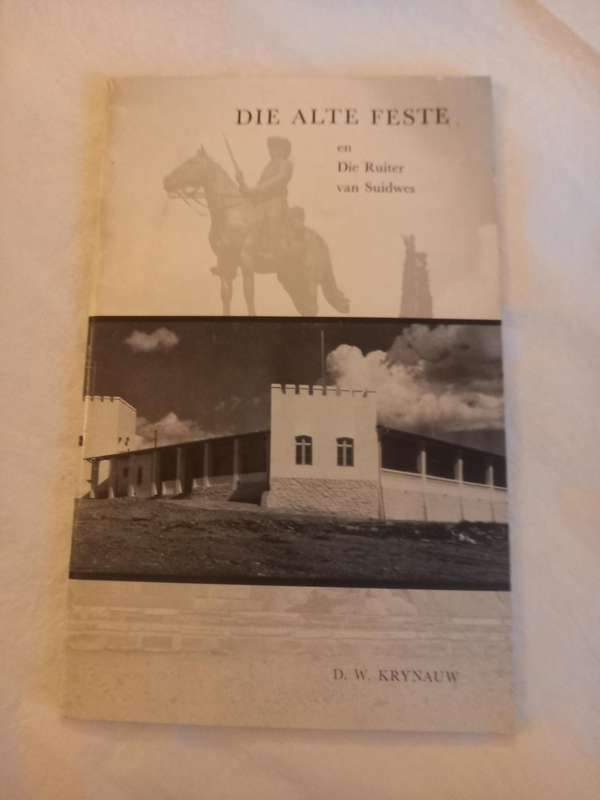 DIE ALTE FESTE
en
Die Ruiter
van Suidwes
D. W. KRYNAUW